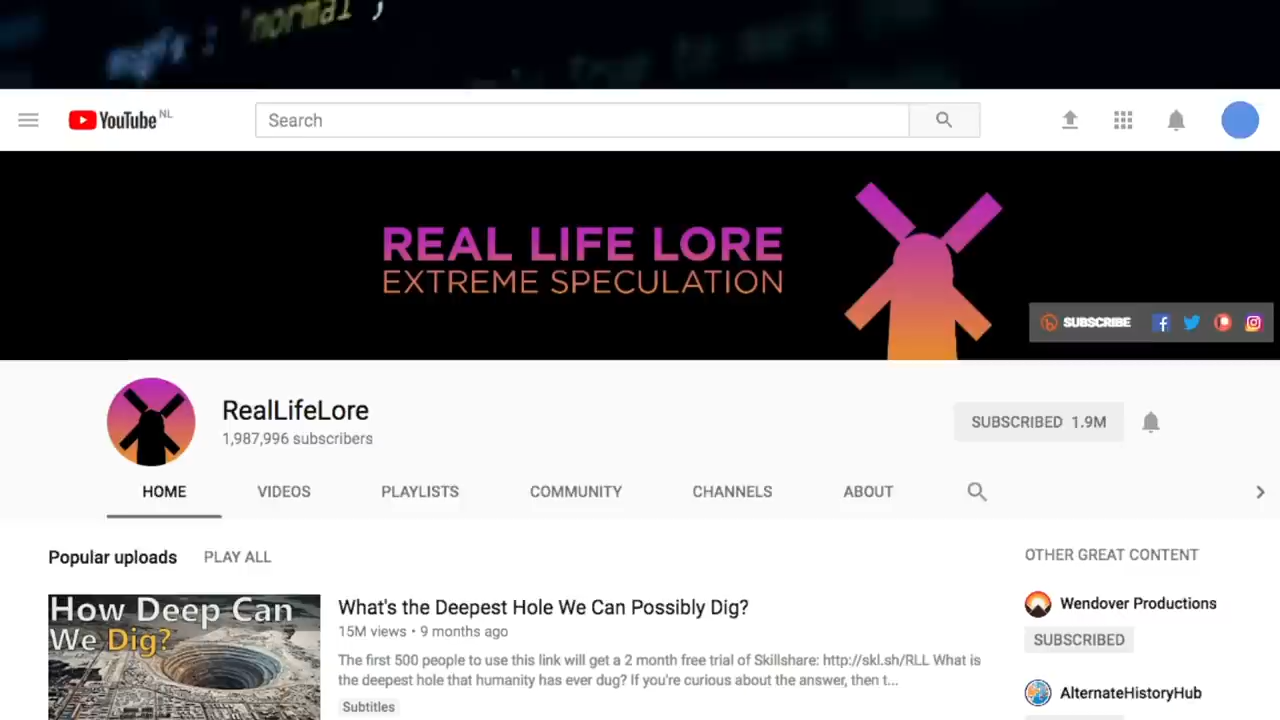 'normal',
YouTube NL
Search
REAL LIFE LORE
EXTREME SPECULATION
SUBSCRIBE
RealLifeLore
1,987,996 subscribers
SUBSCRIBED 1.9M
HOME VIDEOS PLAYLISTS COMMUNITY CHANNELS ABOUT
Popular uploads PLAY ALL
OTHER GREAT CONTENT
How Deep Can
We Dig?
What's the Deepest Hole We Can Possibly Dig?
15M views • 9 months ago
The first 500 people to use this link will get a 2 month free trial of Skillshare: http://skl.sh/RLL What is
the deepest hole that humanity has ever dug? If you're curious about the answer, then t...
Subtitles
Wendover Productions
SUBSCRIBED
AlternateHistoryHub